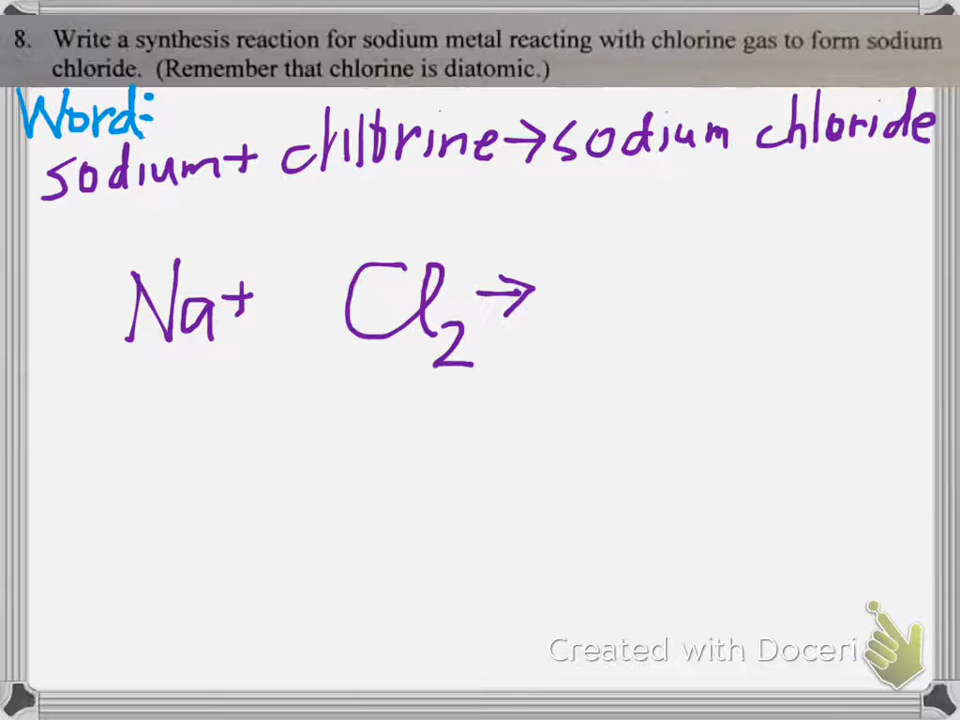 8. Write a synthesis reaction for sodium metal reacting with chlorine gas to form sodium
chloride. (Remember that chlorine is diatomic.)
Word:
sodium + chlorine → sodium chloride
Na + Cl₂ →
Created with Doceri